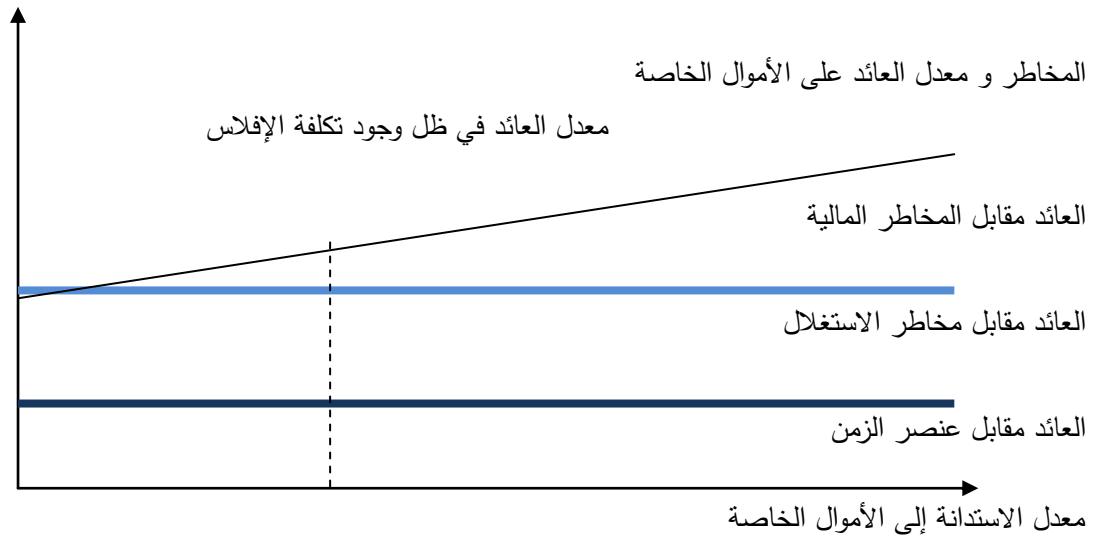 المخاطر و معدل العائد على الأموال الخاصة
معدل العائد في ظل وجود تكلفة الإفلاس
العائد مقابل المخاطر المالية
العائد مقابل مخاطر الاستغلال
العائد مقابل عنصر الزمن
معدل الاستدانة إلى الأموال الخاصة